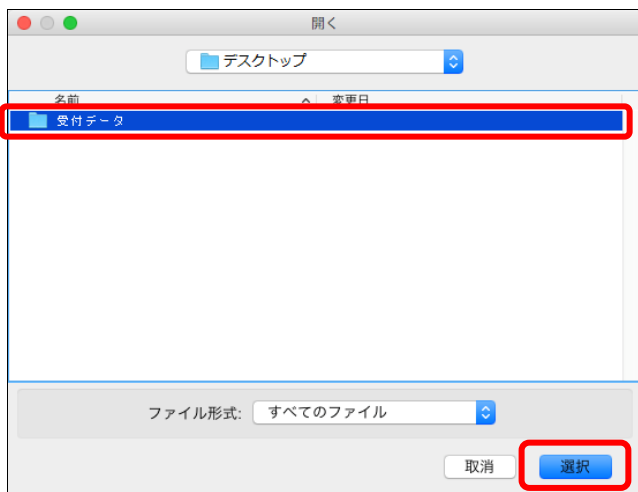 開く
デスクトップ
名前 変更日
受付データ
ファイル形式: すべてのファイル
取消 選択